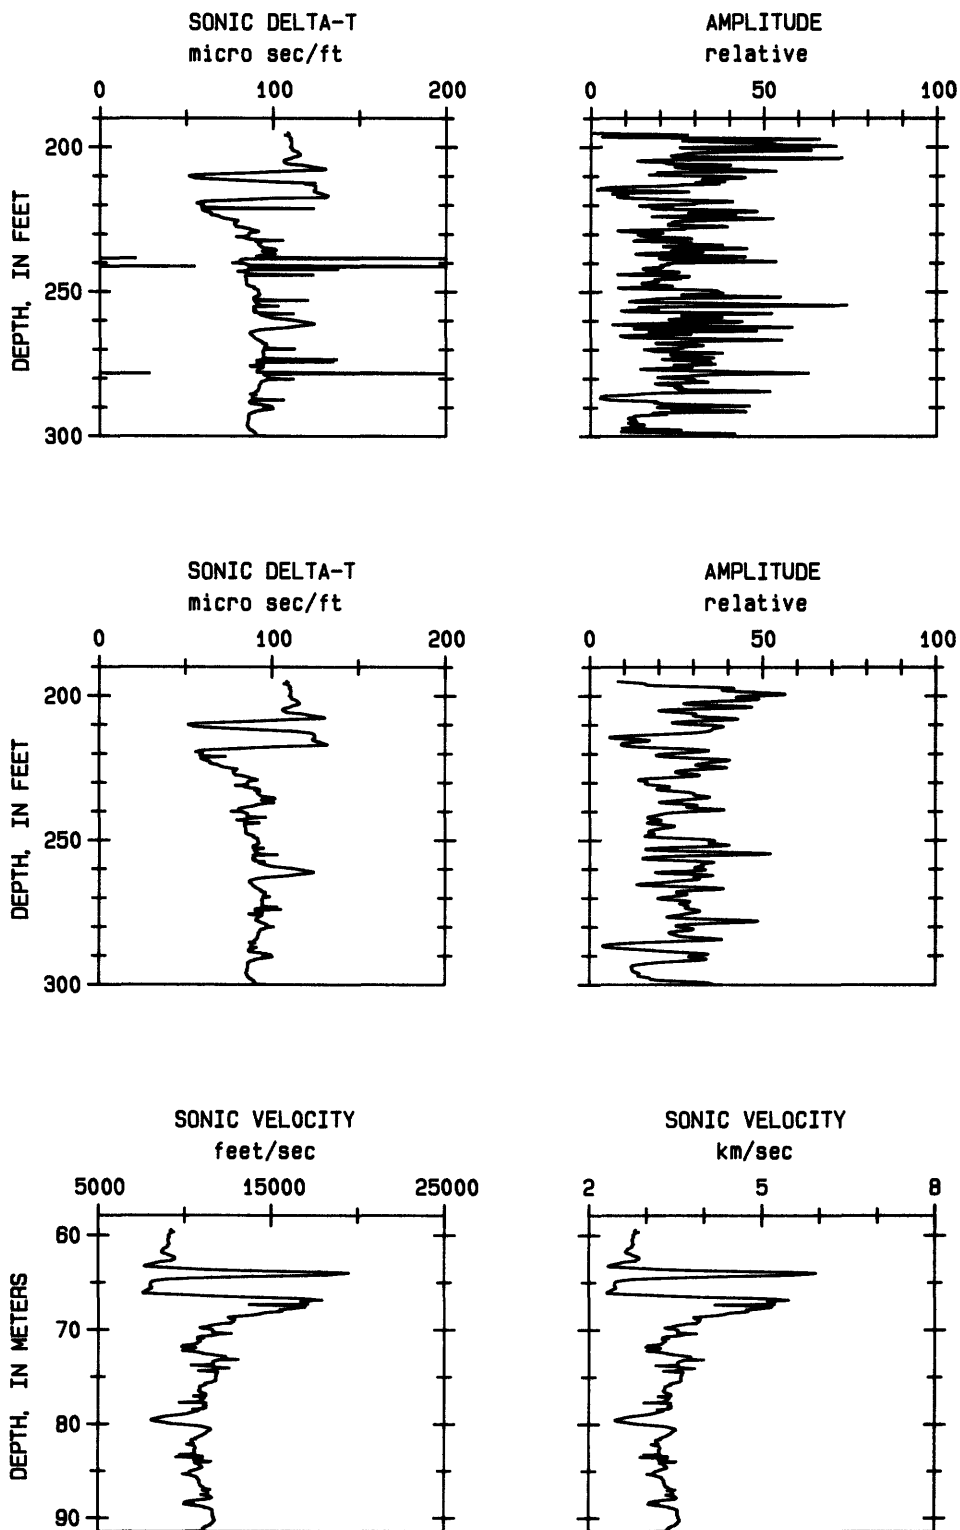 SONIC DELTA-T
micro sec/ft
0 100 200
AMPLITUDE
relative
0 50 100
DEPTH, IN FEET
200
250
300
SONIC DELTA-T
micro sec/ft
0 100 200
AMPLITUDE
relative
0 50 100
DEPTH, IN FEET
200
250
300
SONIC VELOCITY
feet/sec
5000 15000 25000
SONIC VELOCITY
km/sec
2 5 8
DEPTH, IN METERS
60
70
80
90